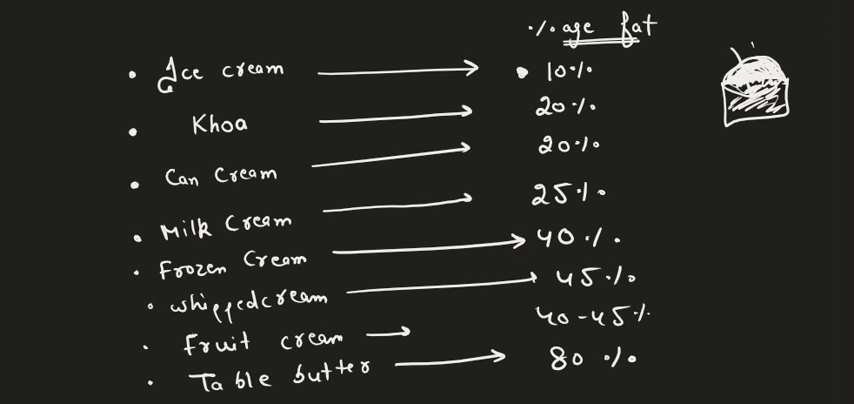 %age fat
• Ice cream → • 10%
• Khoa → 20%
• Can Cream → 20%
• Milk Cream → 25%
• Frozen Cream → 40%
• whippedcream → 45%
• Fruit cream → 40-45%
• Table butter → 80%